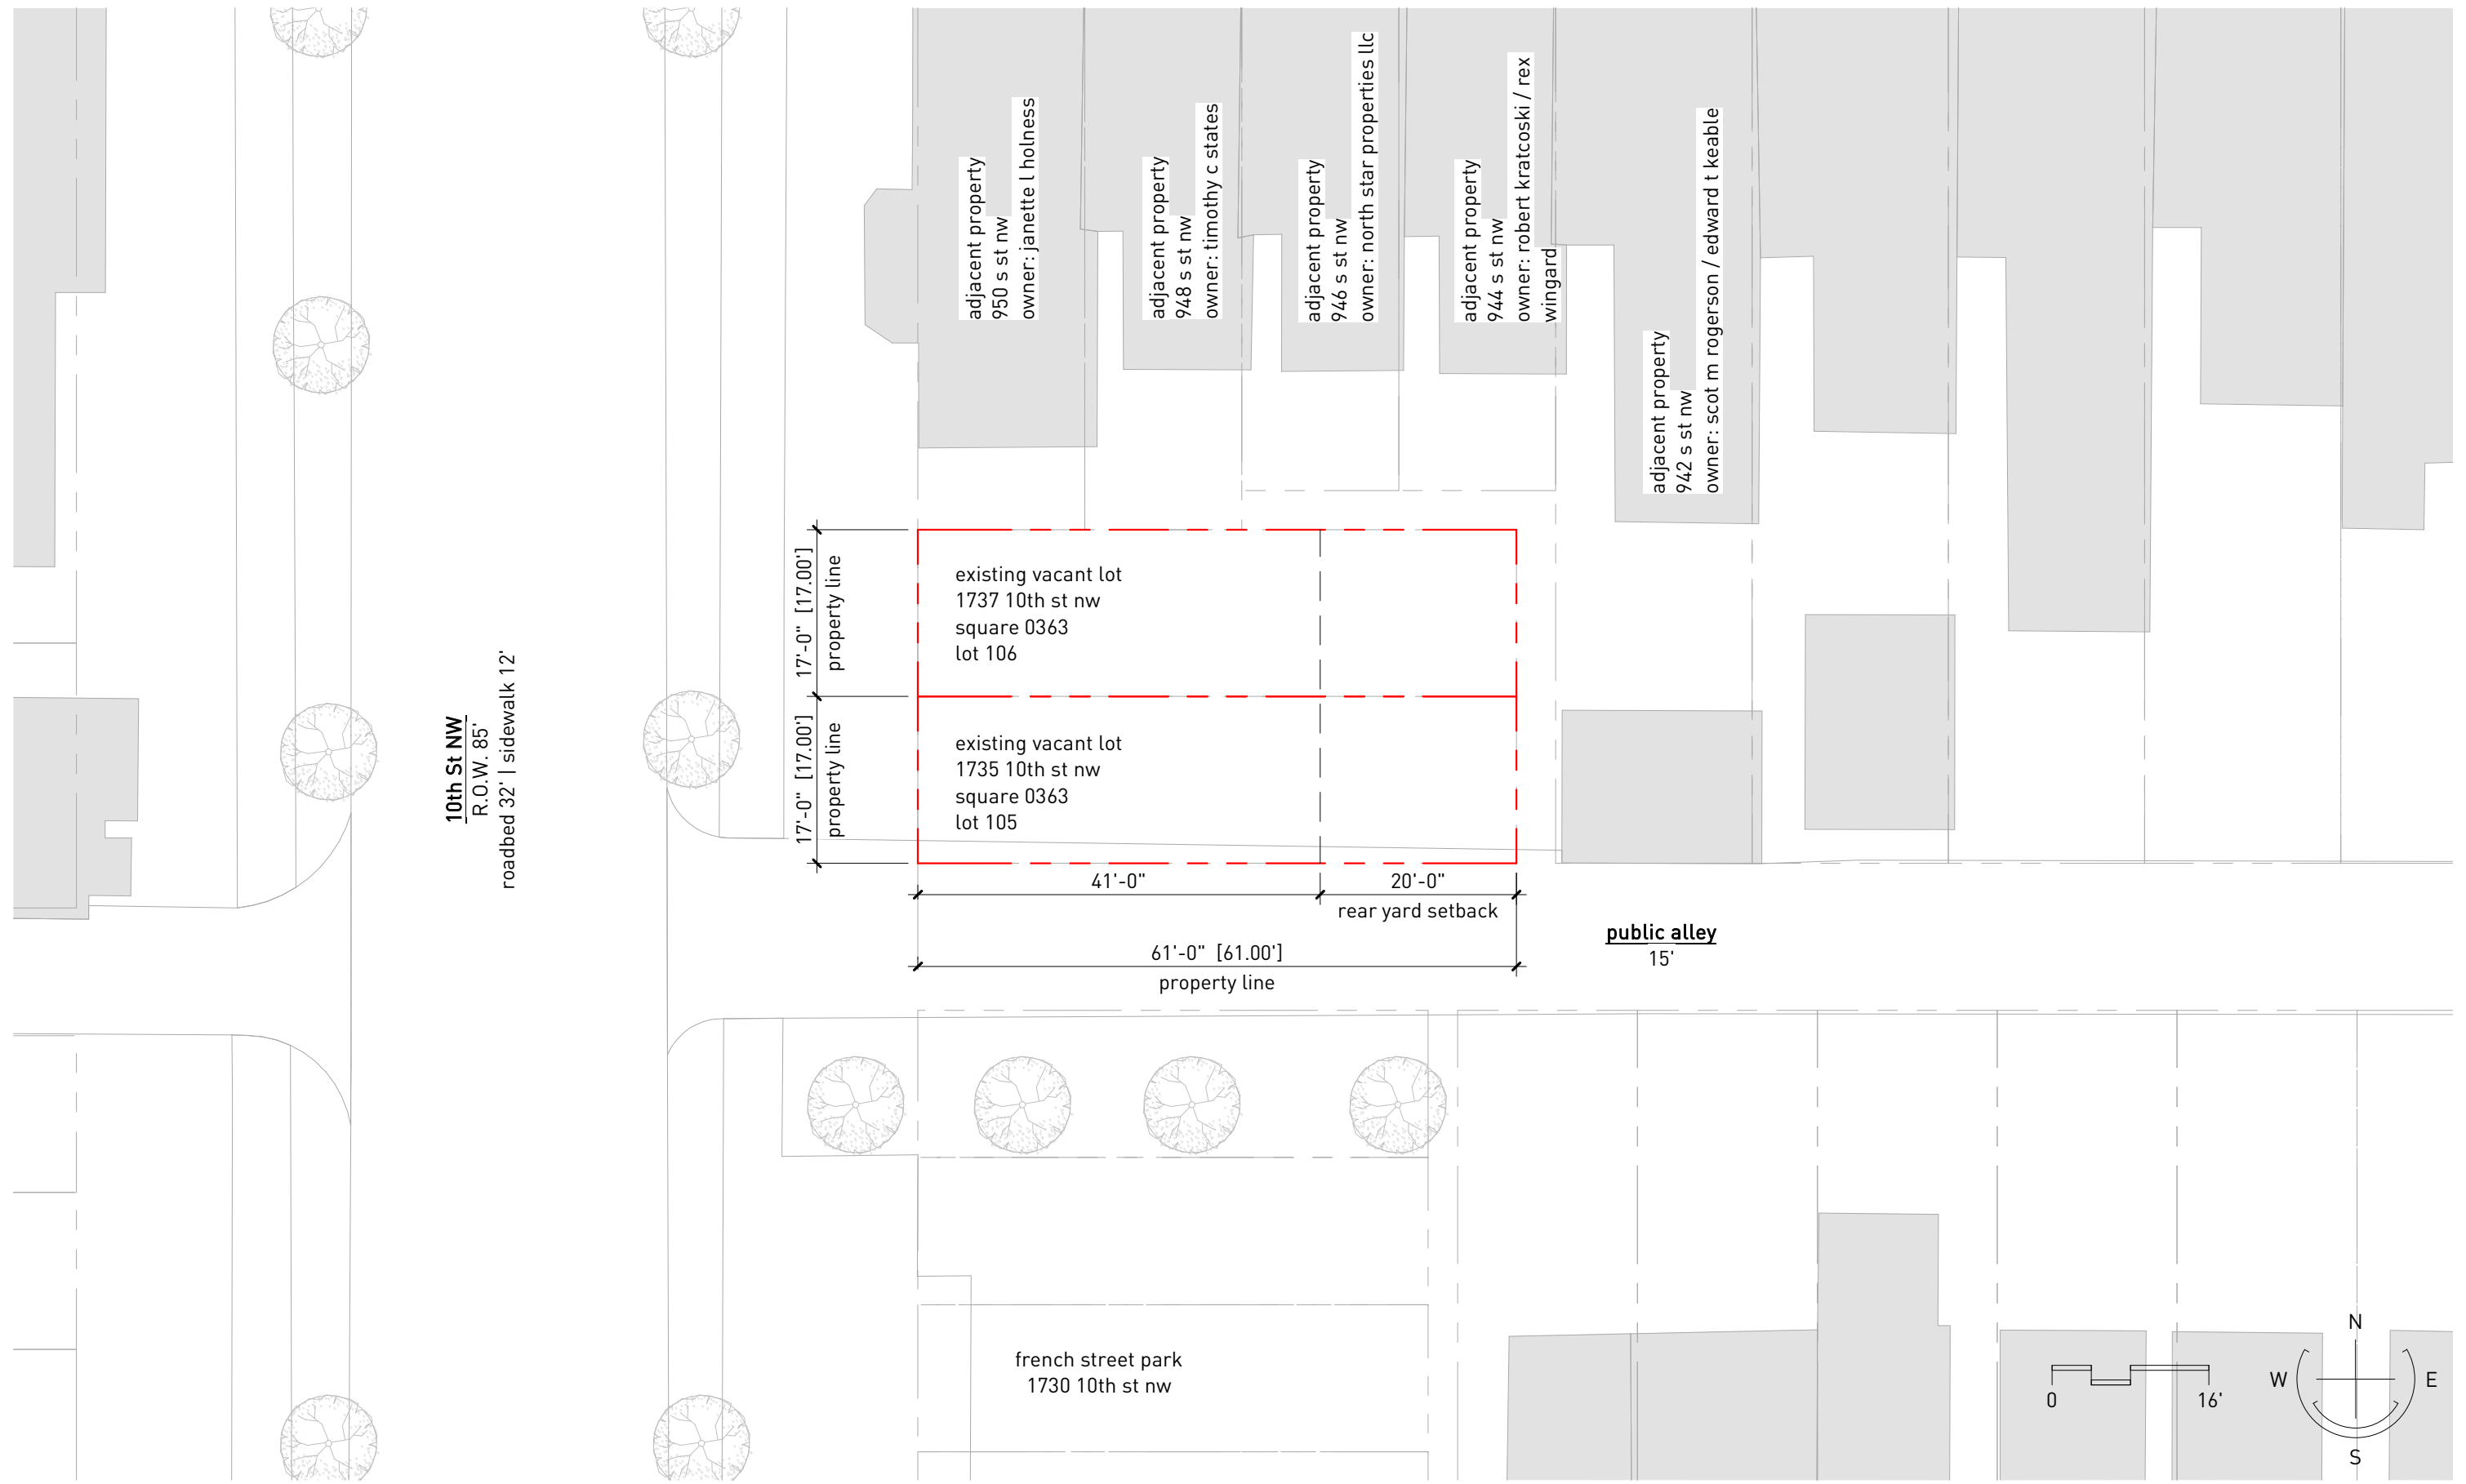 adjacent property
950 s st nw
owner: janette l holness
adjacent property
948 s st nw
owner: timothy c states
adjacent property
946 s st nw
owner: north star properties llc
adjacent property
944 s st nw
owner: robert kratcoski / rex
wingard
adjacent property
942 s st nw
owner: scot m rogerson / edward t keable
17'-0" [17.00']
property line
existing vacant lot
1737 10th st nw
square 0363
lot 106
10th St NW
R.O.W. 85'
roadbed 32' | sidewalk 12'
17'-0" [17.00']
property line
existing vacant lot
1735 10th st nw
square 0363
lot 105
41'-0"
20'-0"
rear yard setback
61'-0" [61.00']
property line
public alley
15'
french street park
1730 10th st nw
0
16'
N
W
E
S